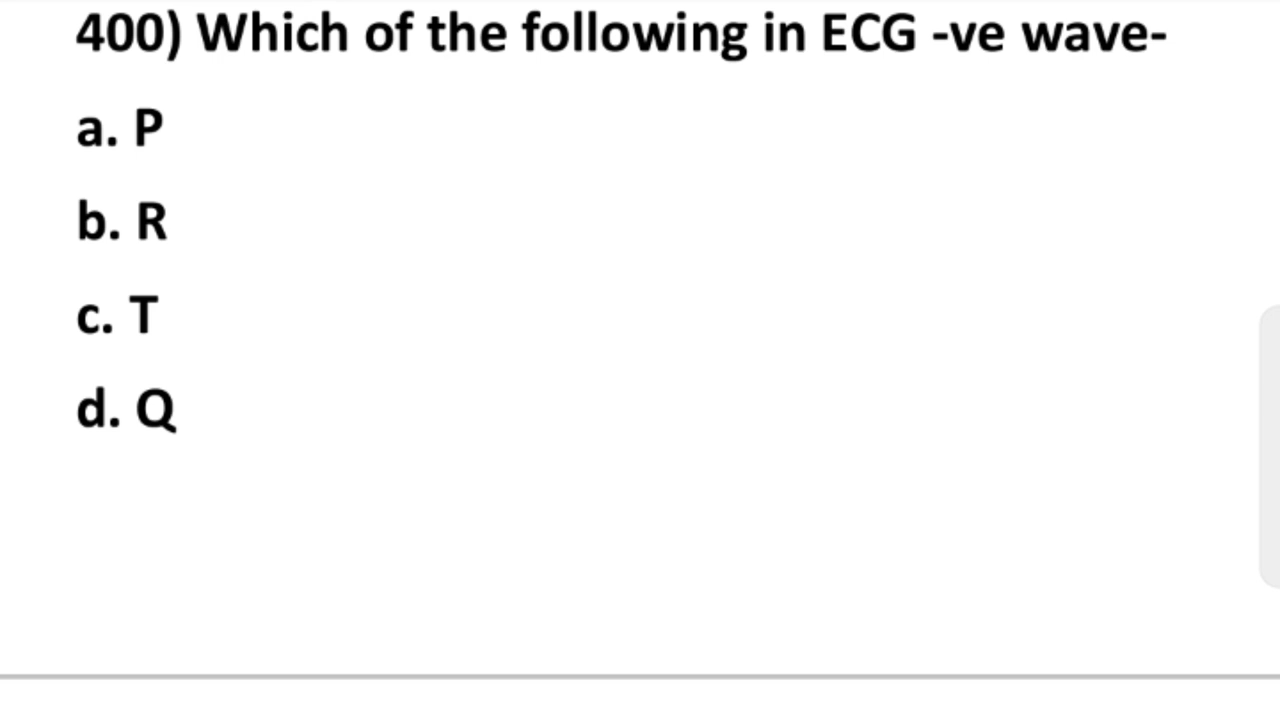 400) Which of the following in ECG -ve wave-
a. P
b. R
c. T
d. Q